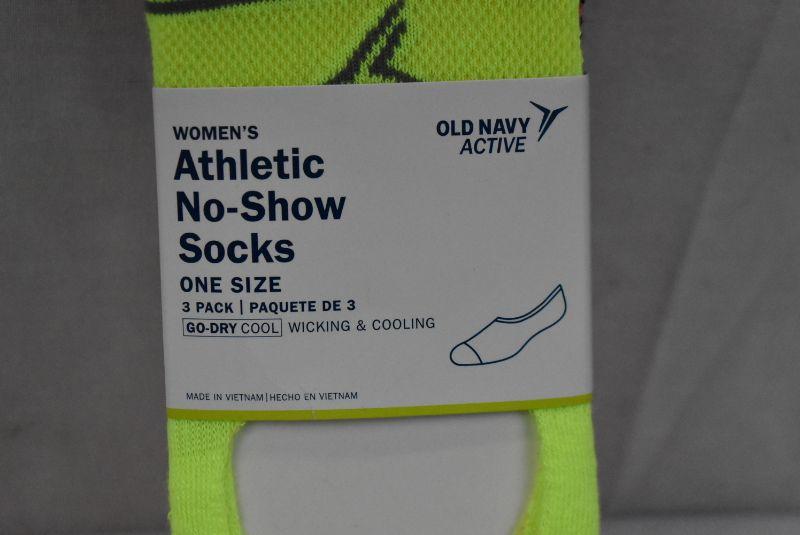 WOMEN'S
Athletic
No-Show
Socks
ONE SIZE
3 PACK | PAQUETE DE 3
GO-DRY COOL WICKING & COOLING
MADE IN VIETNAM | HECHO EN VIETNAM
OLD NAVY
ACTIVE